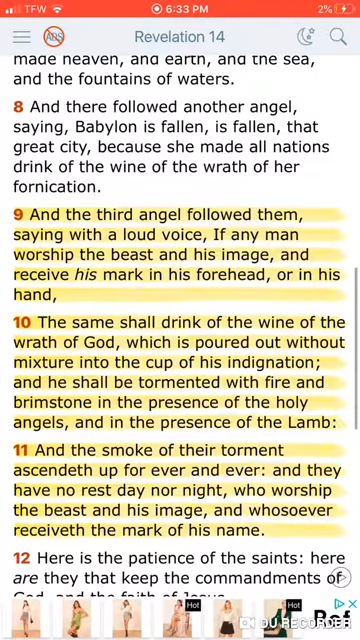 TFW 6:33 PM 2%
ADS Revelation 14
made heaven, and earth, and the sea,
and the fountains of waters.
8 And there followed another angel,
saying, Babylon is fallen, is fallen, that
great city, because she made all nations
drink of the wine of the wrath of her
fornication.
9 And the third angel followed them,
saying with a loud voice, If any man
worship the beast and his image, and
receive his mark in his forehead, or in his
hand,
10 The same shall drink of the wine of the
wrath of God, which is poured out without
mixture into the cup of his indignation;
and he shall be tormented with fire and
brimstone in the presence of the holy
angels, and in the presence of the Lamb:
11 And the smoke of their torment
ascendeth up for ever and ever: and they
have no rest day nor night, who worship
the beast and his image, and whosoever
receiveth the mark of his name.
12 Here is the patience of the saints: here
are they that keep the commandments of
God, and the faith of Jesus.
Hot Hot
DU RECORDER